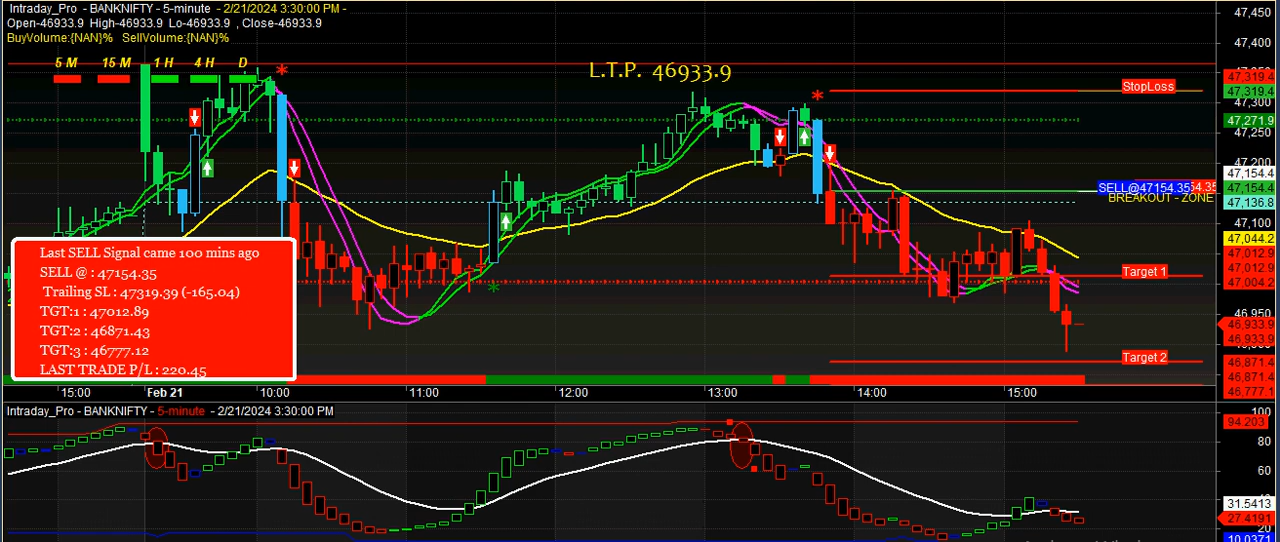 Intraday_Pro - BANKNIFTY - 5-minute - 2/21/2024 3:30:00 PM -
Open-46933.9 High-46933.9 Lo-46933.9 , Close-46933.9
BuyVolume:{NAN}% SellVolume:{NAN}%
5 M 15 M 1 H 4 H D
L.T.P. 46933.9
StopLoss
SELL@47154.35
BREAKOUT - ZONE
Target 1
Target 2
Last SELL Signal came 100 mins ago
SELL @ : 47154.35
Trailing SL : 47319.39 (-165.04)
TGT:1 : 47012.89
TGT:2 : 46871.43
TGT:3 : 46777.12
LAST TRADE P/L : 220.45
47,450
47,400
47,319.4
47,319.4
47,300
47,271.9
47,250
47,200
47,154.4
47,154.4
47,136.8
47,100
47,044.2
47,012.9
47,012.9
47,004.2
46,950
46,933.9
46,933.9
46,871.4
46,871.4
46,777.1
15:00 Feb 21 10:00 11:00 12:00 13:00 14:00 15:00
Intraday_Pro - BANKNIFTY - 5-minute - 2/21/2024 3:30:00 PM
100
94.203
80
60
31.5413
27.4191
20
10.0371